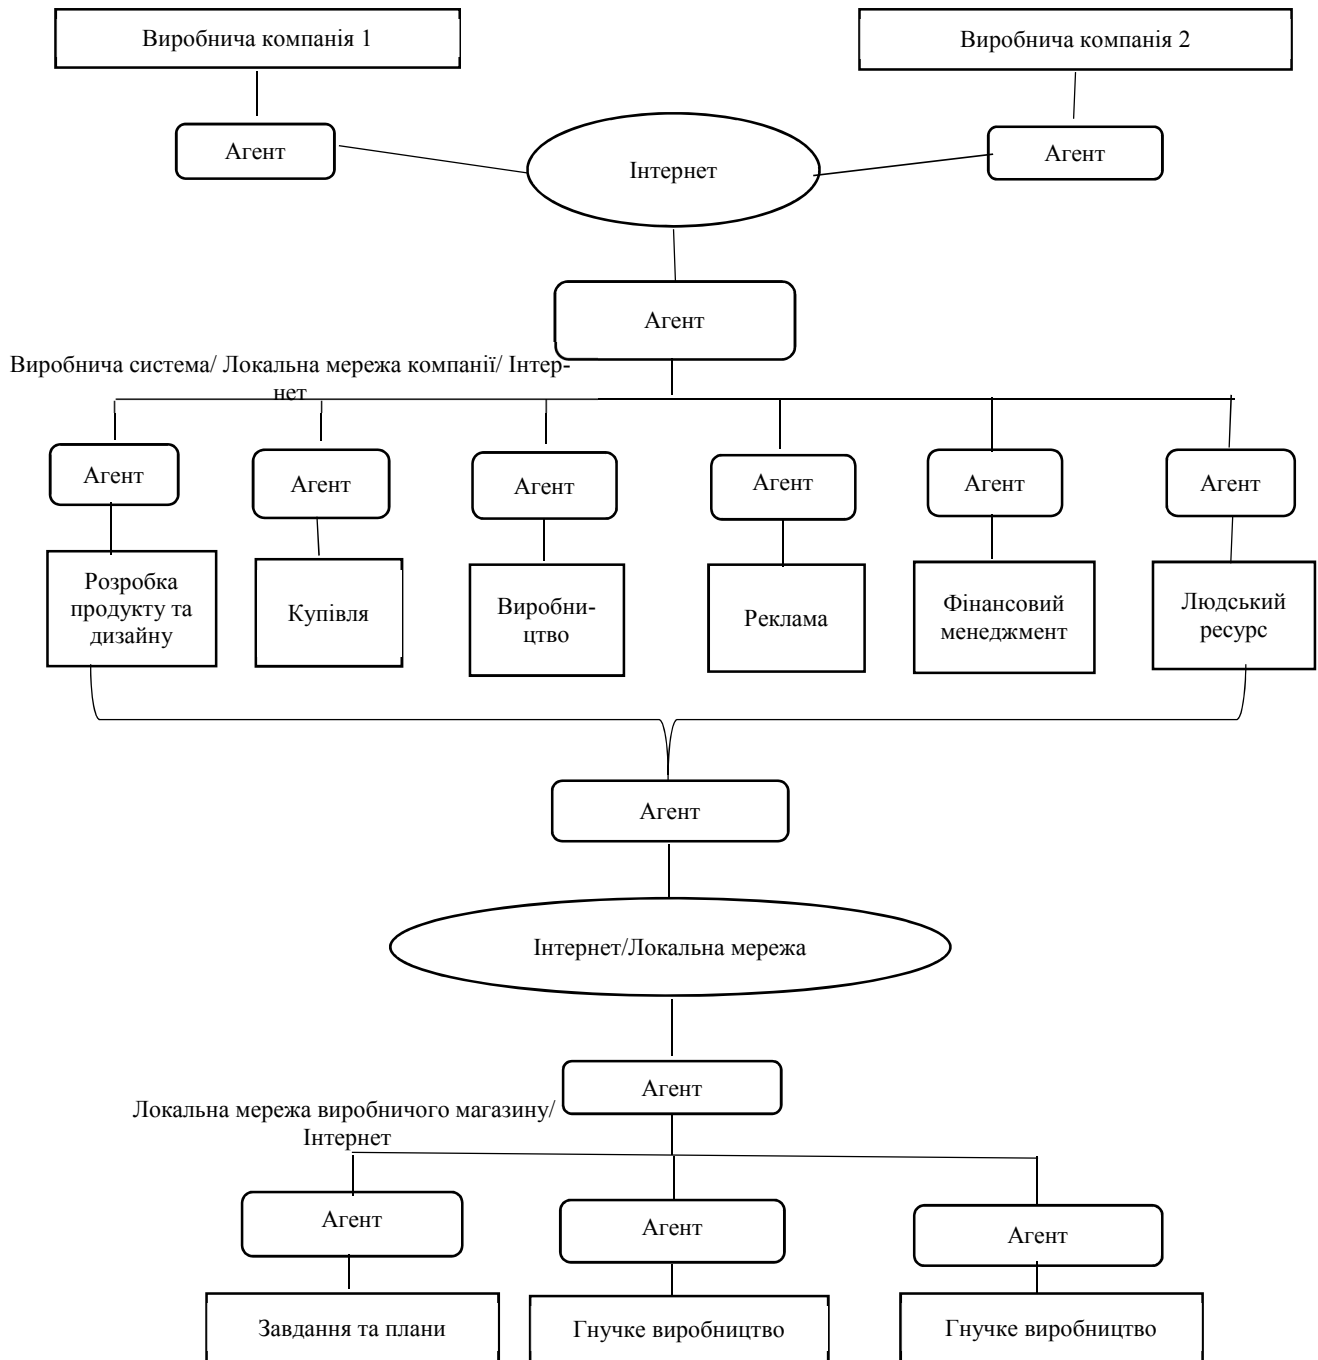 Виробнича компанія 1
Виробнича компанія 2
Агент
Інтернет
Агент
Агент
Виробнича система/ Локальна мережа компанії/ Інтер-
нет
Агент
Агент
Агент
Агент
Агент
Агент
Розробка
продукту та
дизайну
Купівля
Виробни-
цтво
Реклама
Фінансовий
менеджмент
Людський
ресурс
Агент
Інтернет/Локальна мережа
Агент
Локальна мережа виробничого магазину/
Інтернет
Агент
Агент
Агент
Завдання та плани
Гнучке виробництво
Гнучке виробництво